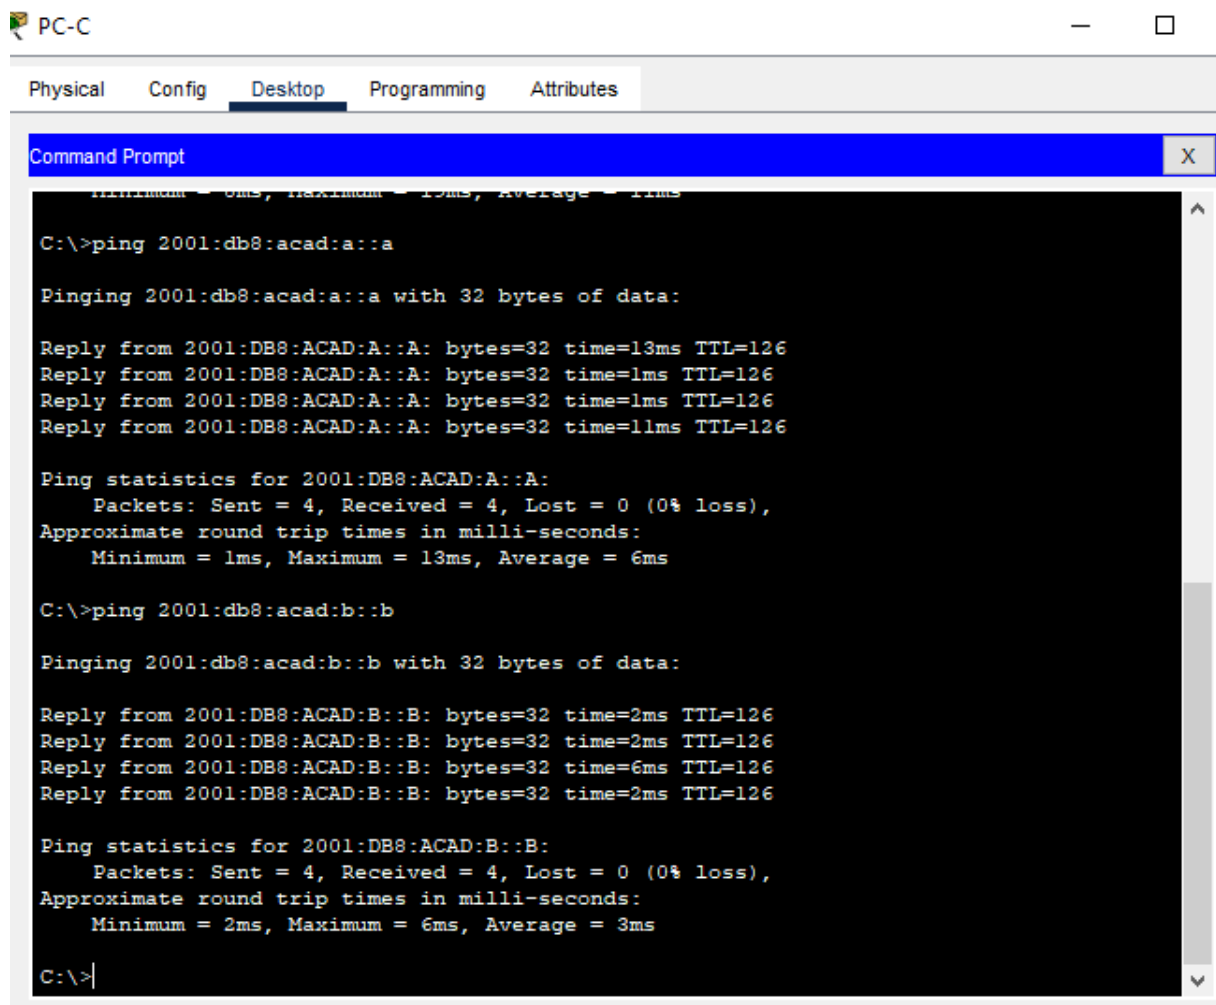 PC-C
Physical Config Desktop Programming Attributes
Command Prompt X
C:\>ping 2001:db8:acad:a::a
Pinging 2001:db8:acad:a::a with 32 bytes of data:
Reply from 2001:DB8:ACAD:A::A: bytes=32 time=13ms TTL=126
Reply from 2001:DB8:ACAD:A::A: bytes=32 time=1ms TTL=126
Reply from 2001:DB8:ACAD:A::A: bytes=32 time=1ms TTL=126
Reply from 2001:DB8:ACAD:A::A: bytes=32 time=11ms TTL=126
Ping statistics for 2001:DB8:ACAD:A::A:
Packets: Sent = 4, Received = 4, Lost = 0 (0% loss),
Approximate round trip times in milli-seconds:
Minimum = 1ms, Maximum = 13ms, Average = 6ms
C:\>ping 2001:db8:acad:b::b
Pinging 2001:db8:acad:b::b with 32 bytes of data:
Reply from 2001:DB8:ACAD:B::B: bytes=32 time=2ms TTL=126
Reply from 2001:DB8:ACAD:B::B: bytes=32 time=2ms TTL=126
Reply from 2001:DB8:ACAD:B::B: bytes=32 time=6ms TTL=126
Reply from 2001:DB8:ACAD:B::B: bytes=32 time=2ms TTL=126
Ping statistics for 2001:DB8:ACAD:B::B:
Packets: Sent = 4, Received = 4, Lost = 0 (0% loss),
Approximate round trip times in milli-seconds:
Minimum = 2ms, Maximum = 6ms, Average = 3ms
C:\>